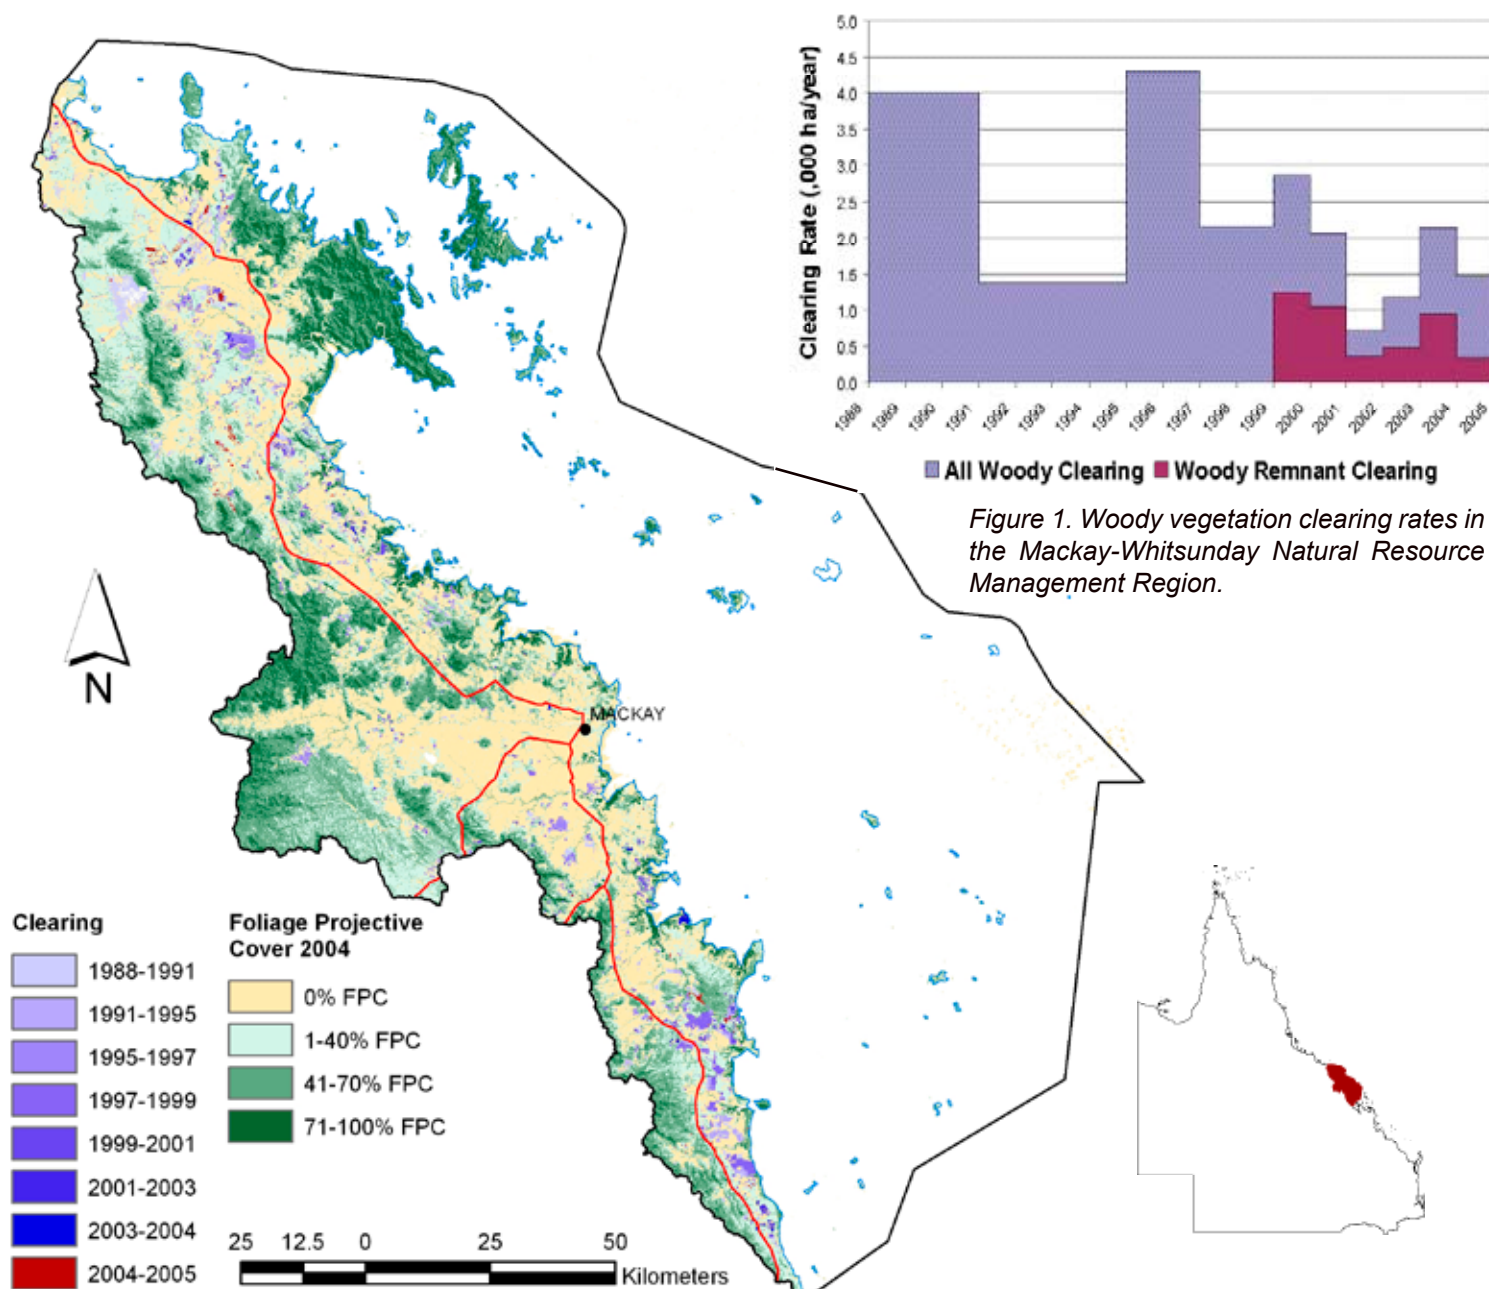 5.0
4.5
4.0
3.5
3.0
2.5
2.0
1.5
1.0
0.5
0.0
Clearing Rate (,000 ha/year)
1988
1989
1990
1991
1992
1993
1994
1995
1996
1997
1998
1999
2000
2001
2002
2003
2004
2005
All Woody Clearing
Woody Remnant Clearing
Figure 1. Woody vegetation clearing rates in
the Mackay-Whitsunday Natural Resource
Management Region.
N
MACKAY
Clearing
1988-1991
1991-1995
1995-1997
1997-1999
1999-2001
2001-2003
2003-2004
2004-2005
Foliage Projective
Cover 2004
0% FPC
1-40% FPC
41-70% FPC
71-100% FPC
25 12.5 0 25 50
Kilometers